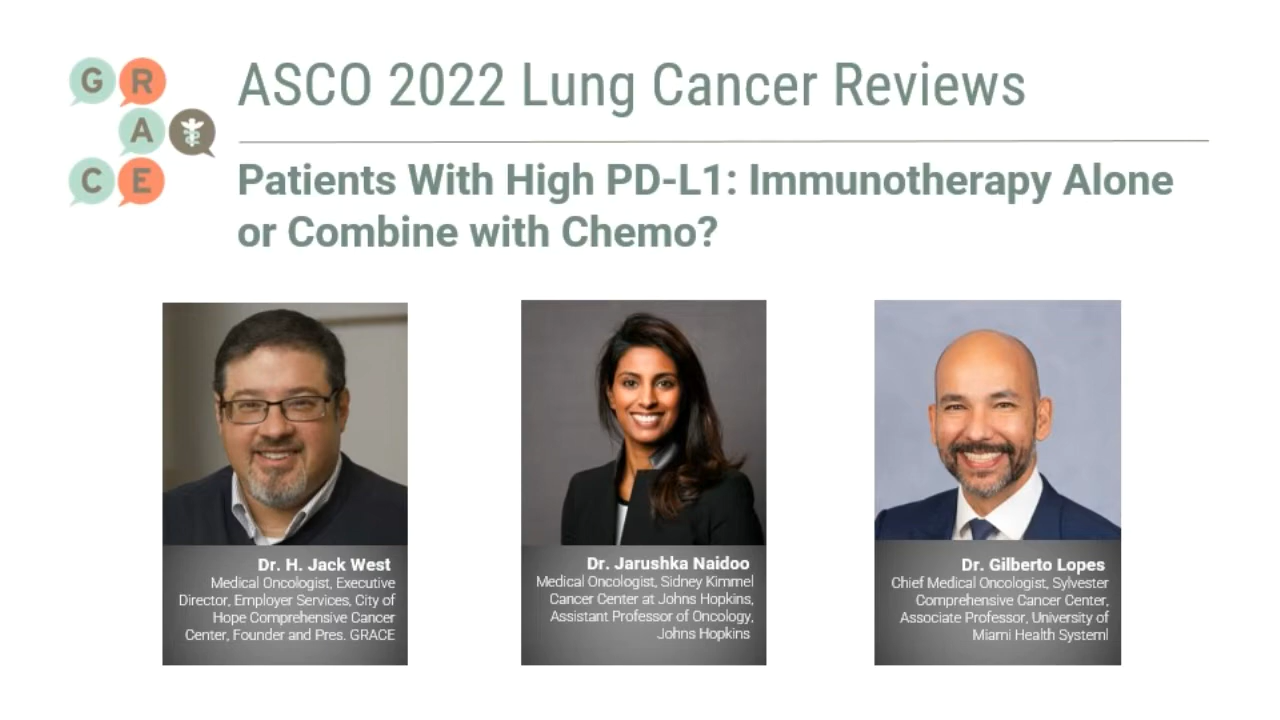 G R
A
C E
ASCO 2022 Lung Cancer Reviews
Patients With High PD-L1: Immunotherapy Alone
or Combine with Chemo?
Dr. H. Jack West
Medical Oncologist, Executive
Director, Employer Services, City of
Hope Comprehensive Cancer
Center, Founder and Pres. GRACE
Dr. Jarushka Naidoo
Medical Oncologist, Sidney Kimmel
Cancer Center at Johns Hopkins,
Assistant Professor of Oncology,
Johns Hopkins
Dr. Gilberto Lopes
Chief Medical Oncologist, Sylvester
Comprehensive Cancer Center,
Associate Professor, University of
Miami Health Systeml